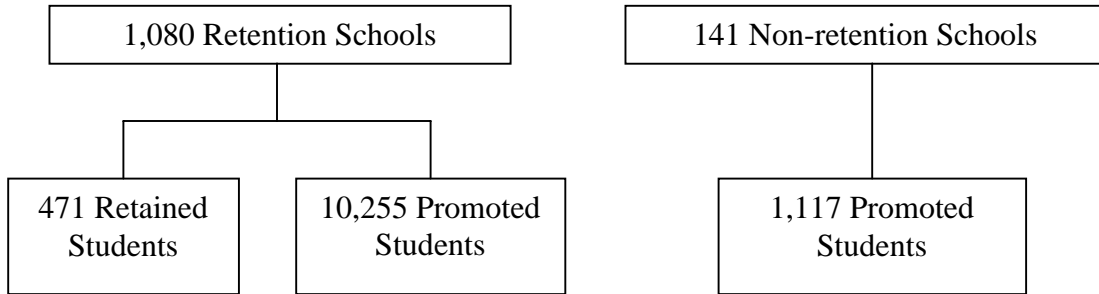 1,080 Retention Schools
141 Non-retention Schools
471 Retained
Students
10,255 Promoted
Students
1,117 Promoted
Students